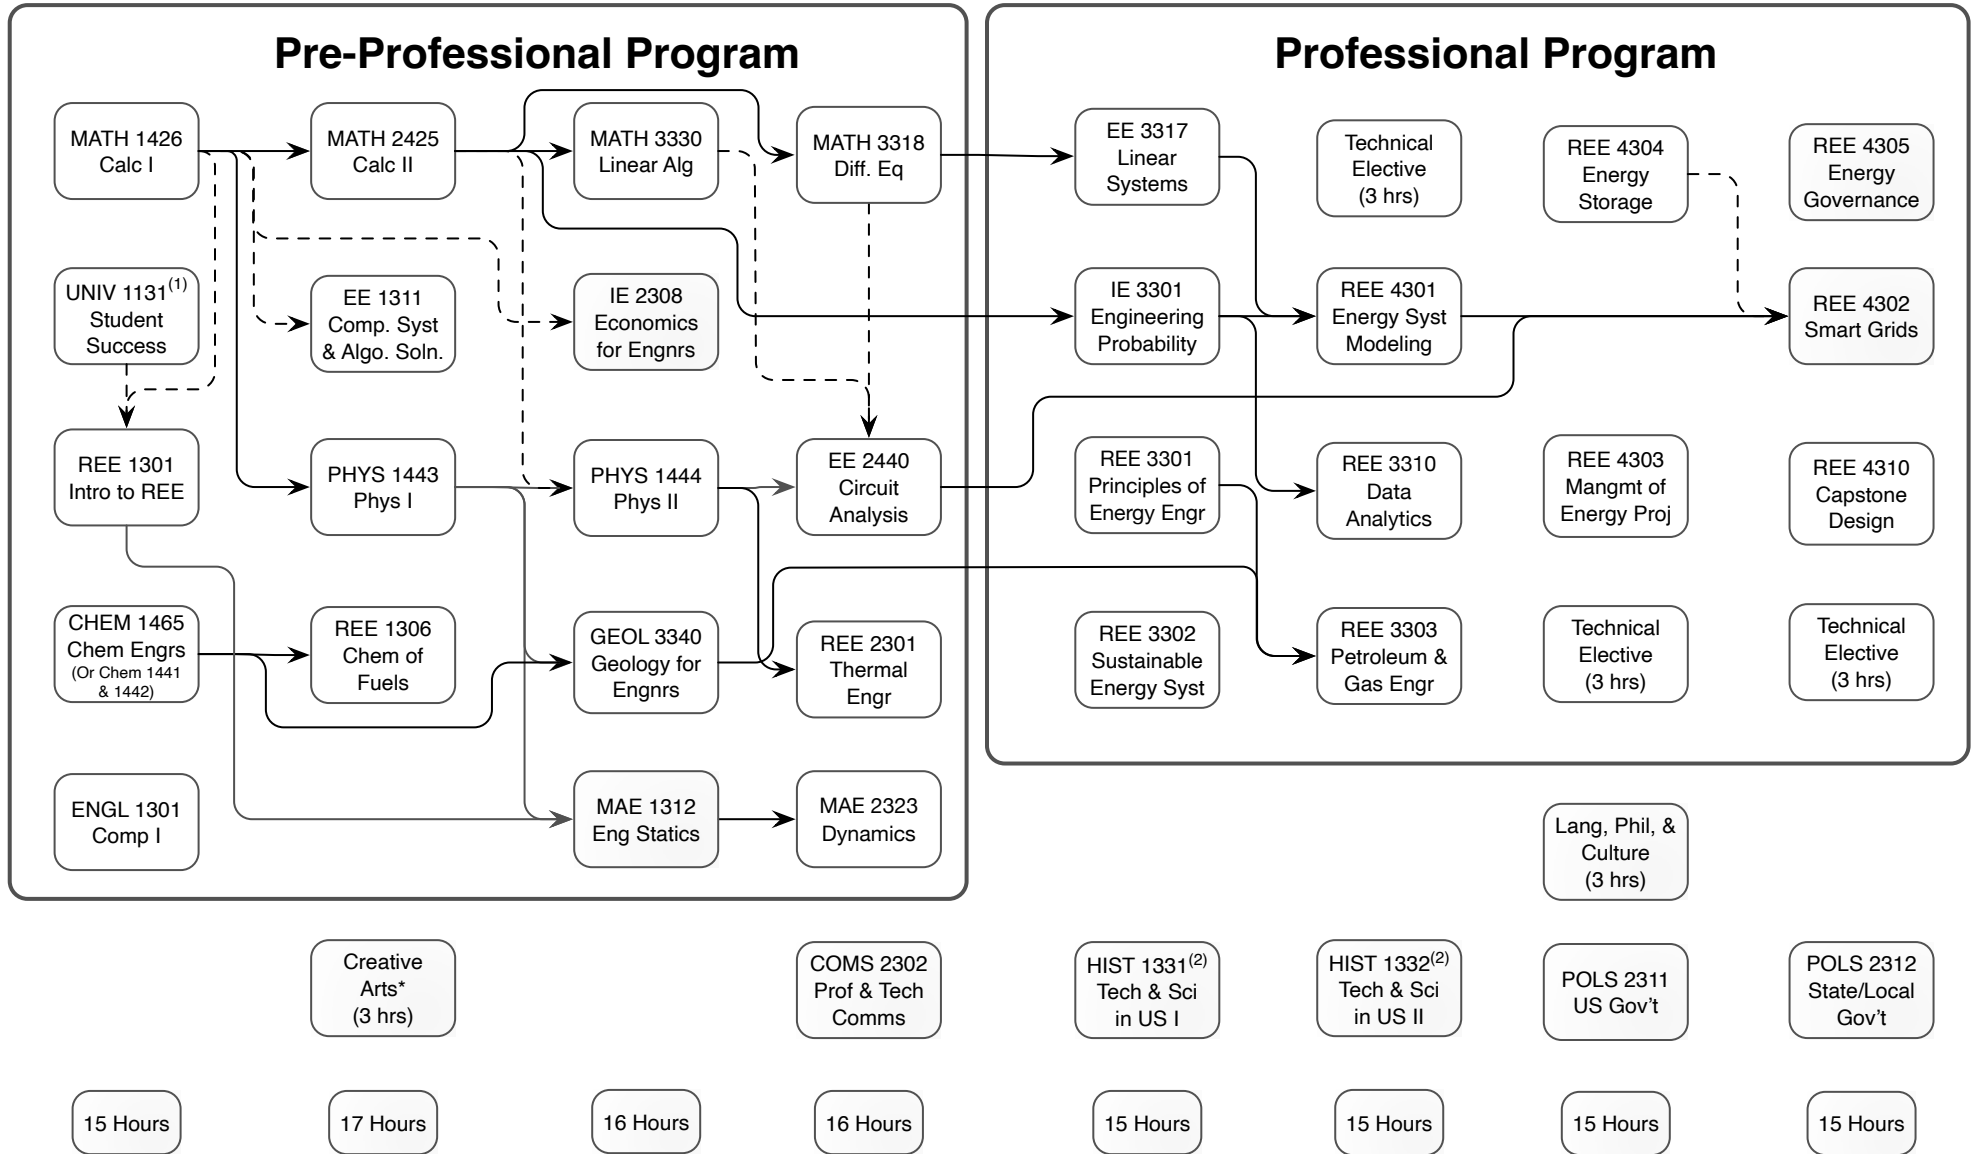 Pre-Professional Program
Professional Program
MATH 1426
Calc I
MATH 2425
Calc II
MATH 3330
Linear Alg
MATH 3318
Diff. Eq
EE 3317
Linear
Systems
Technical
Elective
(3 hrs)
REE 4304
Energy
Storage
REE 4305
Energy
Governance
UNIV 1131(1)
Student
Success
EE 1311
Comp. Syst
& Algo. Soln.
IE 2308
Economics
for Engnrs
IE 3301
Engineering
Probability
REE 4301
Energy Syst
Modeling
REE 4302
Smart Grids
REE 1301
Intro to REE
PHYS 1443
Phys I
PHYS 1444
Phys II
EE 2440
Circuit
Analysis
REE 3301
Principles of
Energy Engr
REE 3310
Data
Analytics
REE 4303
Mangmt of
Energy Proj
REE 4310
Capstone
Design
CHEM 1465
Chem Engrs
(Or Chem 1441
& 1442)
REE 1306
Chem of
Fuels
GEOL 3340
Geology for
Engnrs
REE 2301
Thermal
Engr
REE 3302
Sustainable
Energy Syst
REE 3303
Petroleum &
Gas Engr
Technical
Elective
(3 hrs)
Technical
Elective
(3 hrs)
ENGL 1301
Comp I
MAE 1312
Eng Statics
MAE 2323
Dynamics
Lang, Phil, &
Culture
(3 hrs)
Creative
Arts*
(3 hrs)
COMS 2302
Prof & Tech
Comms
HIST 1331(2)
Tech & Sci
in US I
HIST 1332(2)
Tech & Sci
in US II
POLS 2311
US Gov't
POLS 2312
State/Local
Gov't
15 Hours
17 Hours
16 Hours
16 Hours
15 Hours
15 Hours
15 Hours
15 Hours